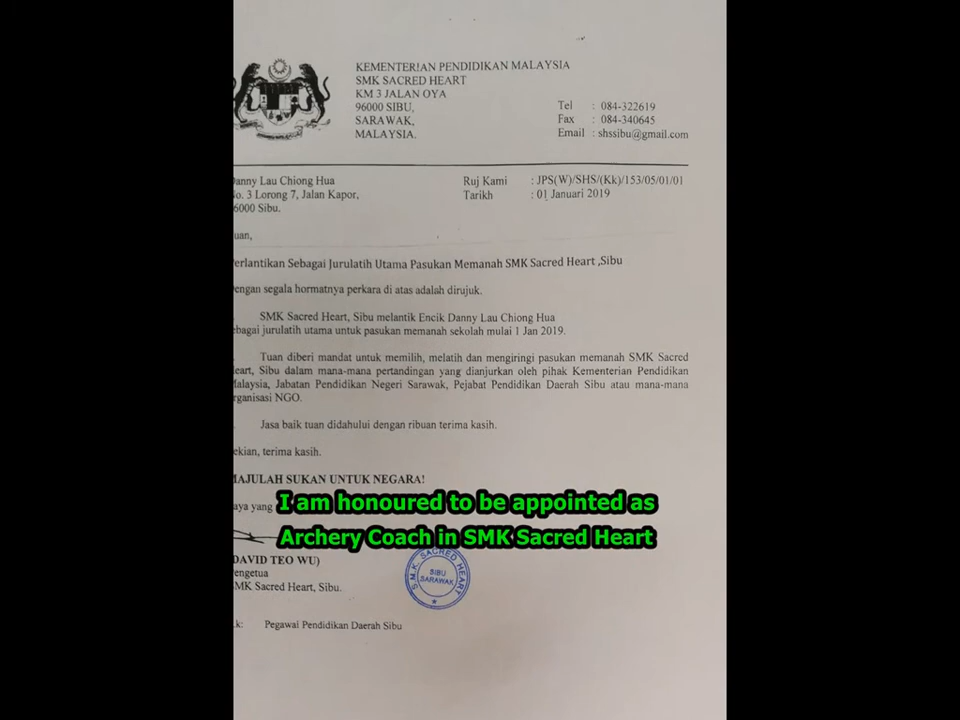 KEMENTERIAN PENDIDIKAN MALAYSIA
SMK SACRED HEART
KM 3 JALAN OYA
96000 SIBU,
SARAWAK,
MALAYSIA.
Tel : 084-322619
Fax : 084-340645
Email : shssibu@gmail.com
anny Lau Chiong Hua
o. 3 Lorong 7, Jalan Kapor,
6000 Sibu.
Ruj Kami : JPS(W)/SHS/(Kk)/153/05/01/01
Tarikh : 01 Januari 2019
uan,
erlantikan Sebagai Jurulatih Utama Pasukan Memanah SMK Sacred Heart ,Sibu
engan segala hormatnya perkara di atas adalah dirujuk.
SMK Sacred Heart, Sibu melantik Encik Danny Lau Chiong Hua
ebagai jurulatih utama untuk pasukan memanah sekolah mulai 1 Jan 2019.
Tuan diberi mandat untuk memilih, melatih dan mengiringi pasukan memanah SMK Sacred
eart, Sibu dalam mana-mana pertandingan yang dianjurkan oleh pihak Kementerian Pendidikan
alaysia, Jabatan Pendidikan Negeri Sarawak, Pejabat Pendidikan Daerah Sibu atau mana-mana
rganisasi NGO.
Jasa baik tuan didahului dengan ribuan terima kasih.
ekian, terima kasih.
MAJULAH SUKAN UNTUK NEGARA!
aya yang
I am honoured to be appointed as
Archery Coach in SMK Sacred Heart
DAVID TEO WU)
engetua
MK Sacred Heart, Sibu.
S.M.K. SACRED HEART
SIBU
SARAWAK
.k: Pegawai Pendidikan Daerah Sibu